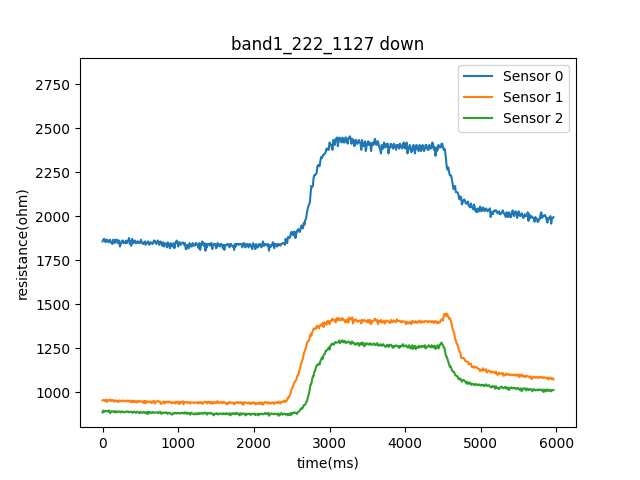 band1_222_1127 down
Sensor 0
Sensor 1
Sensor 2
resistance(ohm)
2750
2500
2250
2000
1750
1500
1250
1000
0 1000 2000 3000 4000 5000 6000
time(ms)